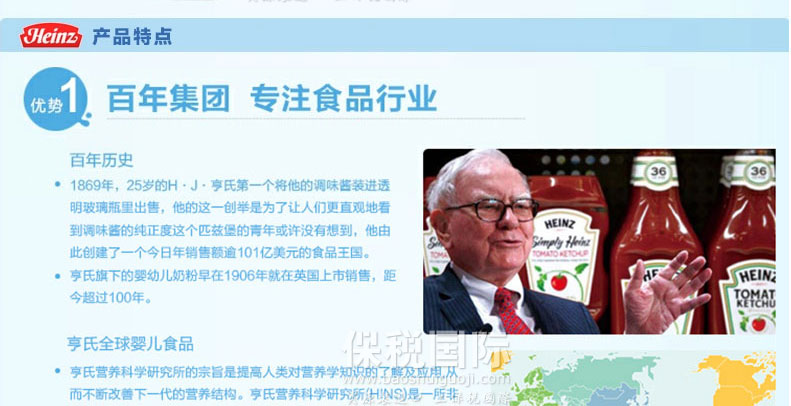 Heinz 产品特点
优势1 百年集团 专注食品行业
百年历史
• 1869年，25岁的H·J·亨氏第一个将他的调味酱装进透
明玻璃瓶里出售，他的这一创举是为了让人们更直观地看
到调味酱的纯正度这个匹兹堡的青年或许没有想到，他由
此创建了一个今日年销售额逾101亿美元的食品王国。
• 亨氏旗下的婴幼儿奶粉早在1906年就在英国上市销售，距
今超过100年。
HEINZ
Simply Heinz
TOMATO KETCHUP
36
HEINZ
TOMATO
KETCHUP
36
亨氏全球婴儿食品
• 亨氏营养科学研究所的宗旨是提高人类对营养学知识的了解及应用,从
而不断改善下一代的营养结构。亨氏营养科学研究所(HINS)是一所非
保税国际
www.baoshuiguoji.com